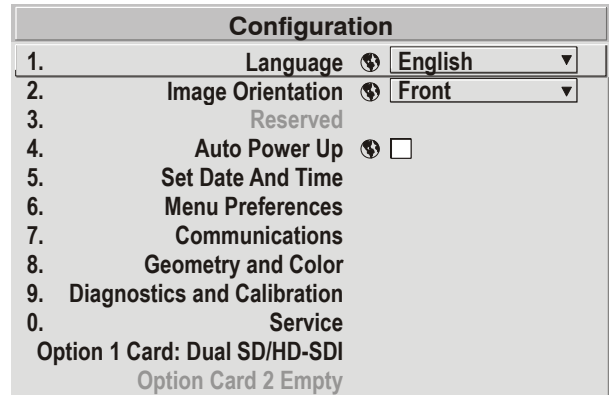 Configuration
1. Language English
2. Image Orientation Front
3. Reserved
4. Auto Power Up
5. Set Date And Time
6. Menu Preferences
7. Communications
8. Geometry and Color
9. Diagnostics and Calibration
0. Service
Option 1 Card: Dual SD/HD-SDI
Option Card 2 Empty